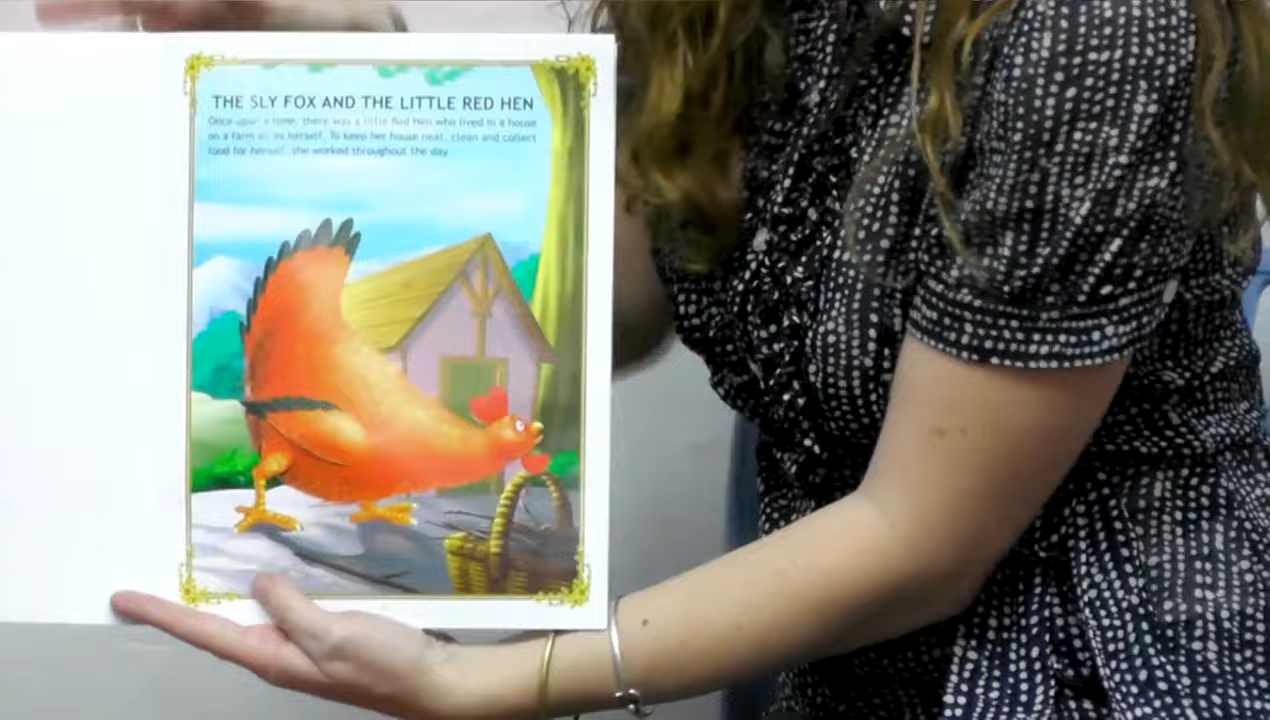 THE SLY FOX AND THE LITTLE RED HEN
Once upon a time, there was a little Red Hen who lived in a house
on a farm all by herself. To keep her house neat, clean and collect
food for herself, she worked throughout the day